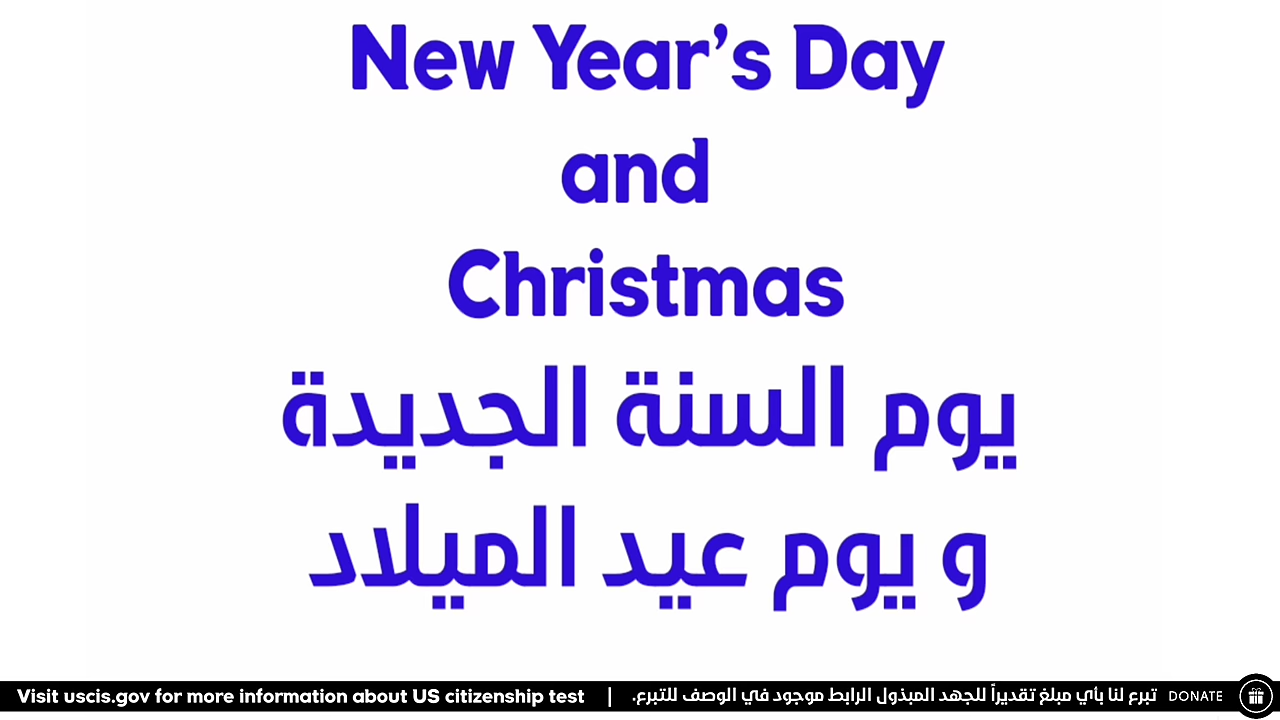 New Year's Day
and
Christmas
يوم السنة الجديدة
و يوم عيد الميلاد
Visit uscis.gov for more information about US citizenship test | تبرع لنا بأي مبلغ تقديراً للجهد المبذول الرابط موجود في الوصف للتبرع. DONATE